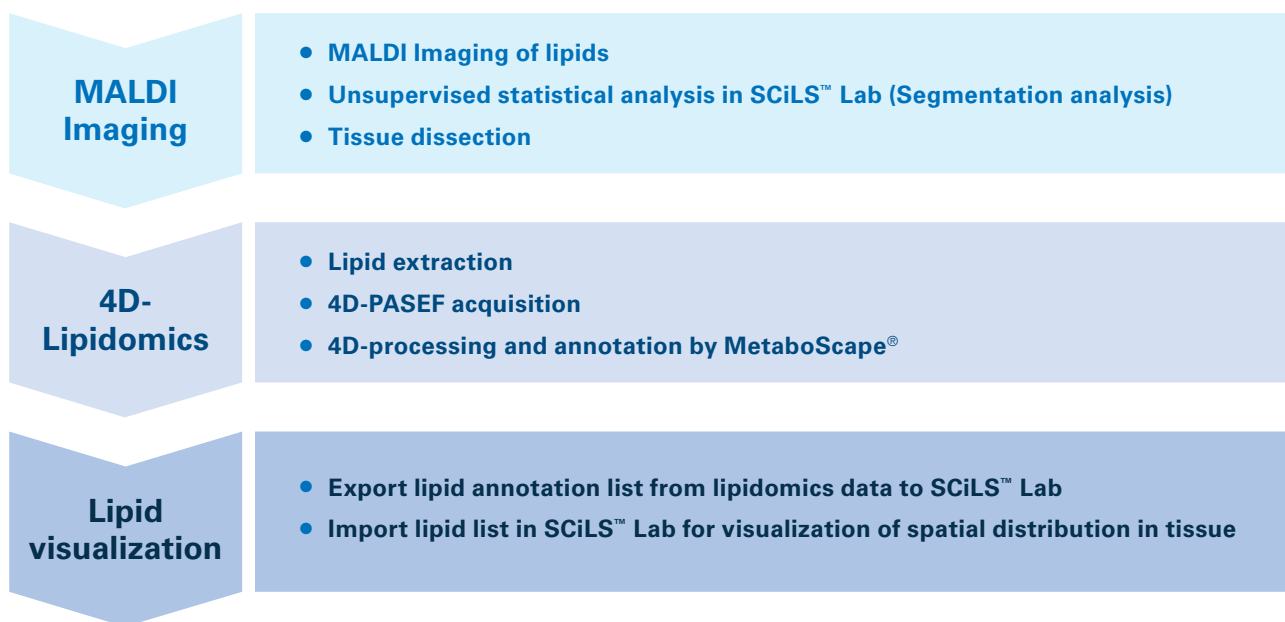 MALDI
Imaging
• MALDI Imaging of lipids
• Unsupervised statistical analysis in SCiLS™ Lab (Segmentation analysis)
• Tissue dissection
4D-
Lipidomics
• Lipid extraction
• 4D-PASEF acquisition
• 4D-processing and annotation by MetaboScape®
Lipid
visualization
• Export lipid annotation list from lipidomics data to SCiLS™ Lab
• Import lipid list in SCiLS™ Lab for visualization of spatial distribution in tissue